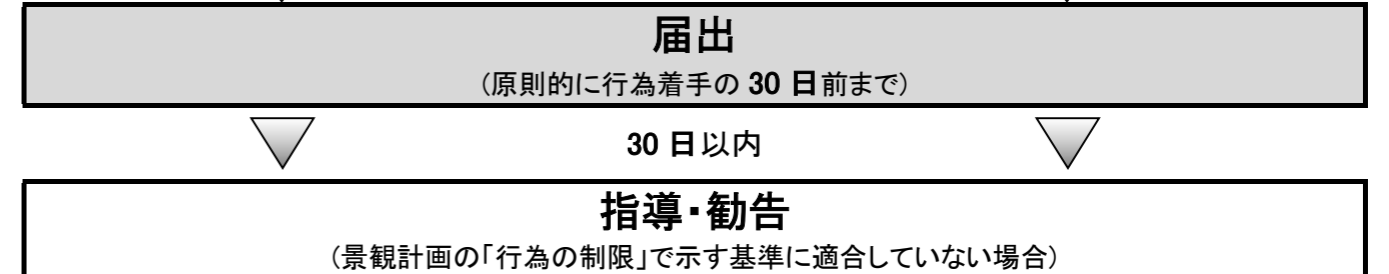 届出
(原則的に行為着手の 30 日前まで)
30 日以内
指導・勧告
(景観計画の「行為の制限」で示す基準に適合していない場合)